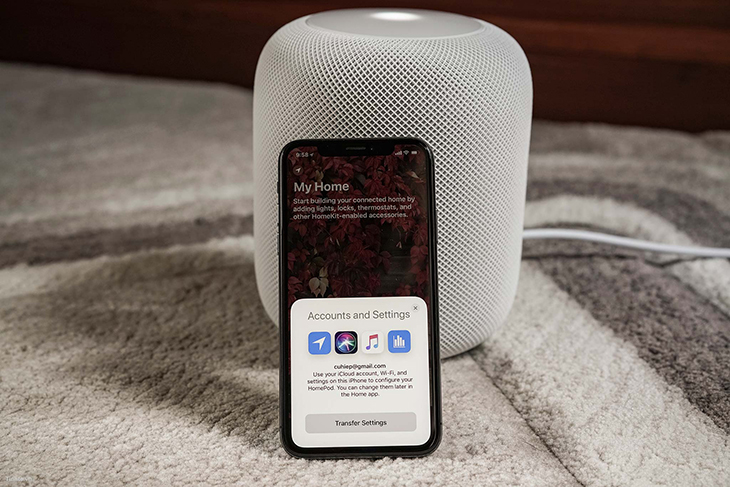 9:58
My Home
Start building your connected home by
adding lights, locks, thermostats, and
other HomeKit-enabled accessories.
Accounts and Settings
cuhiep@gmail.com
Use your iCloud account, Wi-Fi, and
settings on this iPhone to configure your
HomePod. You can change them later in
the Home app.
Transfer Settings